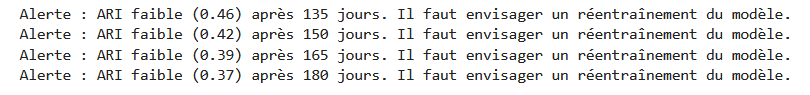 Alerte : ARI faible (0.46) après 135 jours. Il faut envisager un réentraînement du modèle.
Alerte : ARI faible (0.42) après 150 jours. Il faut envisager un réentraînement du modèle.
Alerte : ARI faible (0.39) après 165 jours. Il faut envisager un réentraînement du modèle.
Alerte : ARI faible (0.37) après 180 jours. Il faut envisager un réentraînement du modèle.